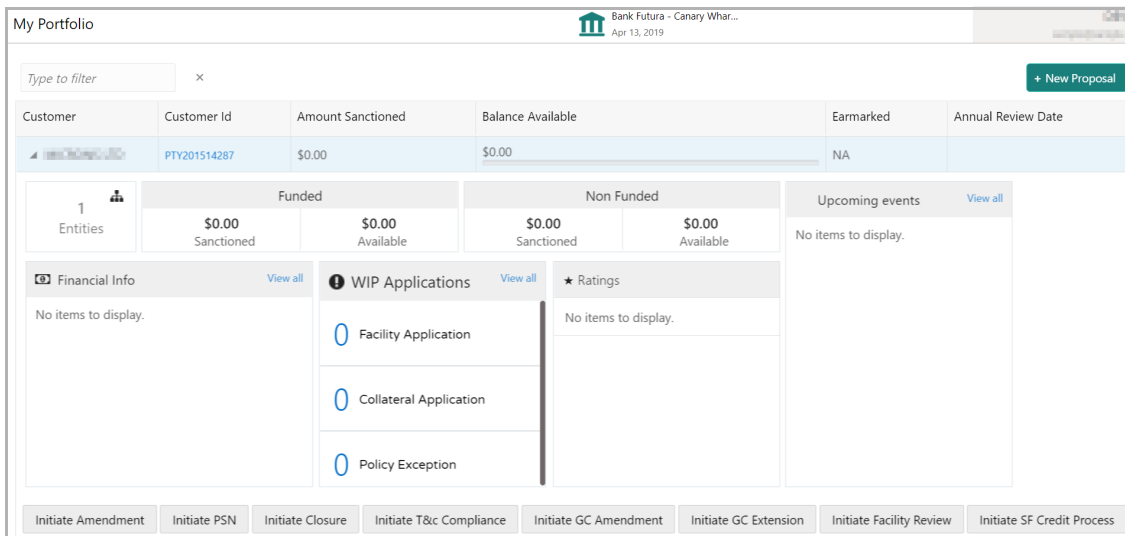 My Portfolio
Bank Futura - Canary Whar...
Apr 13, 2019
Type to filter ×
+ New Proposal
Customer Customer Id Amount Sanctioned Balance Available Earmarked Annual Review Date
PTY201514287 $0.00 $0.00 NA
1
Entities
Funded
$0.00 $0.00
Sanctioned Available
Non Funded
$0.00 $0.00
Sanctioned Available
Upcoming events View all
No items to display.
Financial Info View all
No items to display.
WIP Applications View all
0 Facility Application
0 Collateral Application
0 Policy Exception
★ Ratings
No items to display.
Initiate Amendment Initiate PSN Initiate Closure Initiate T&c Compliance Initiate GC Amendment Initiate GC Extension Initiate Facility Review Initiate SF Credit Process